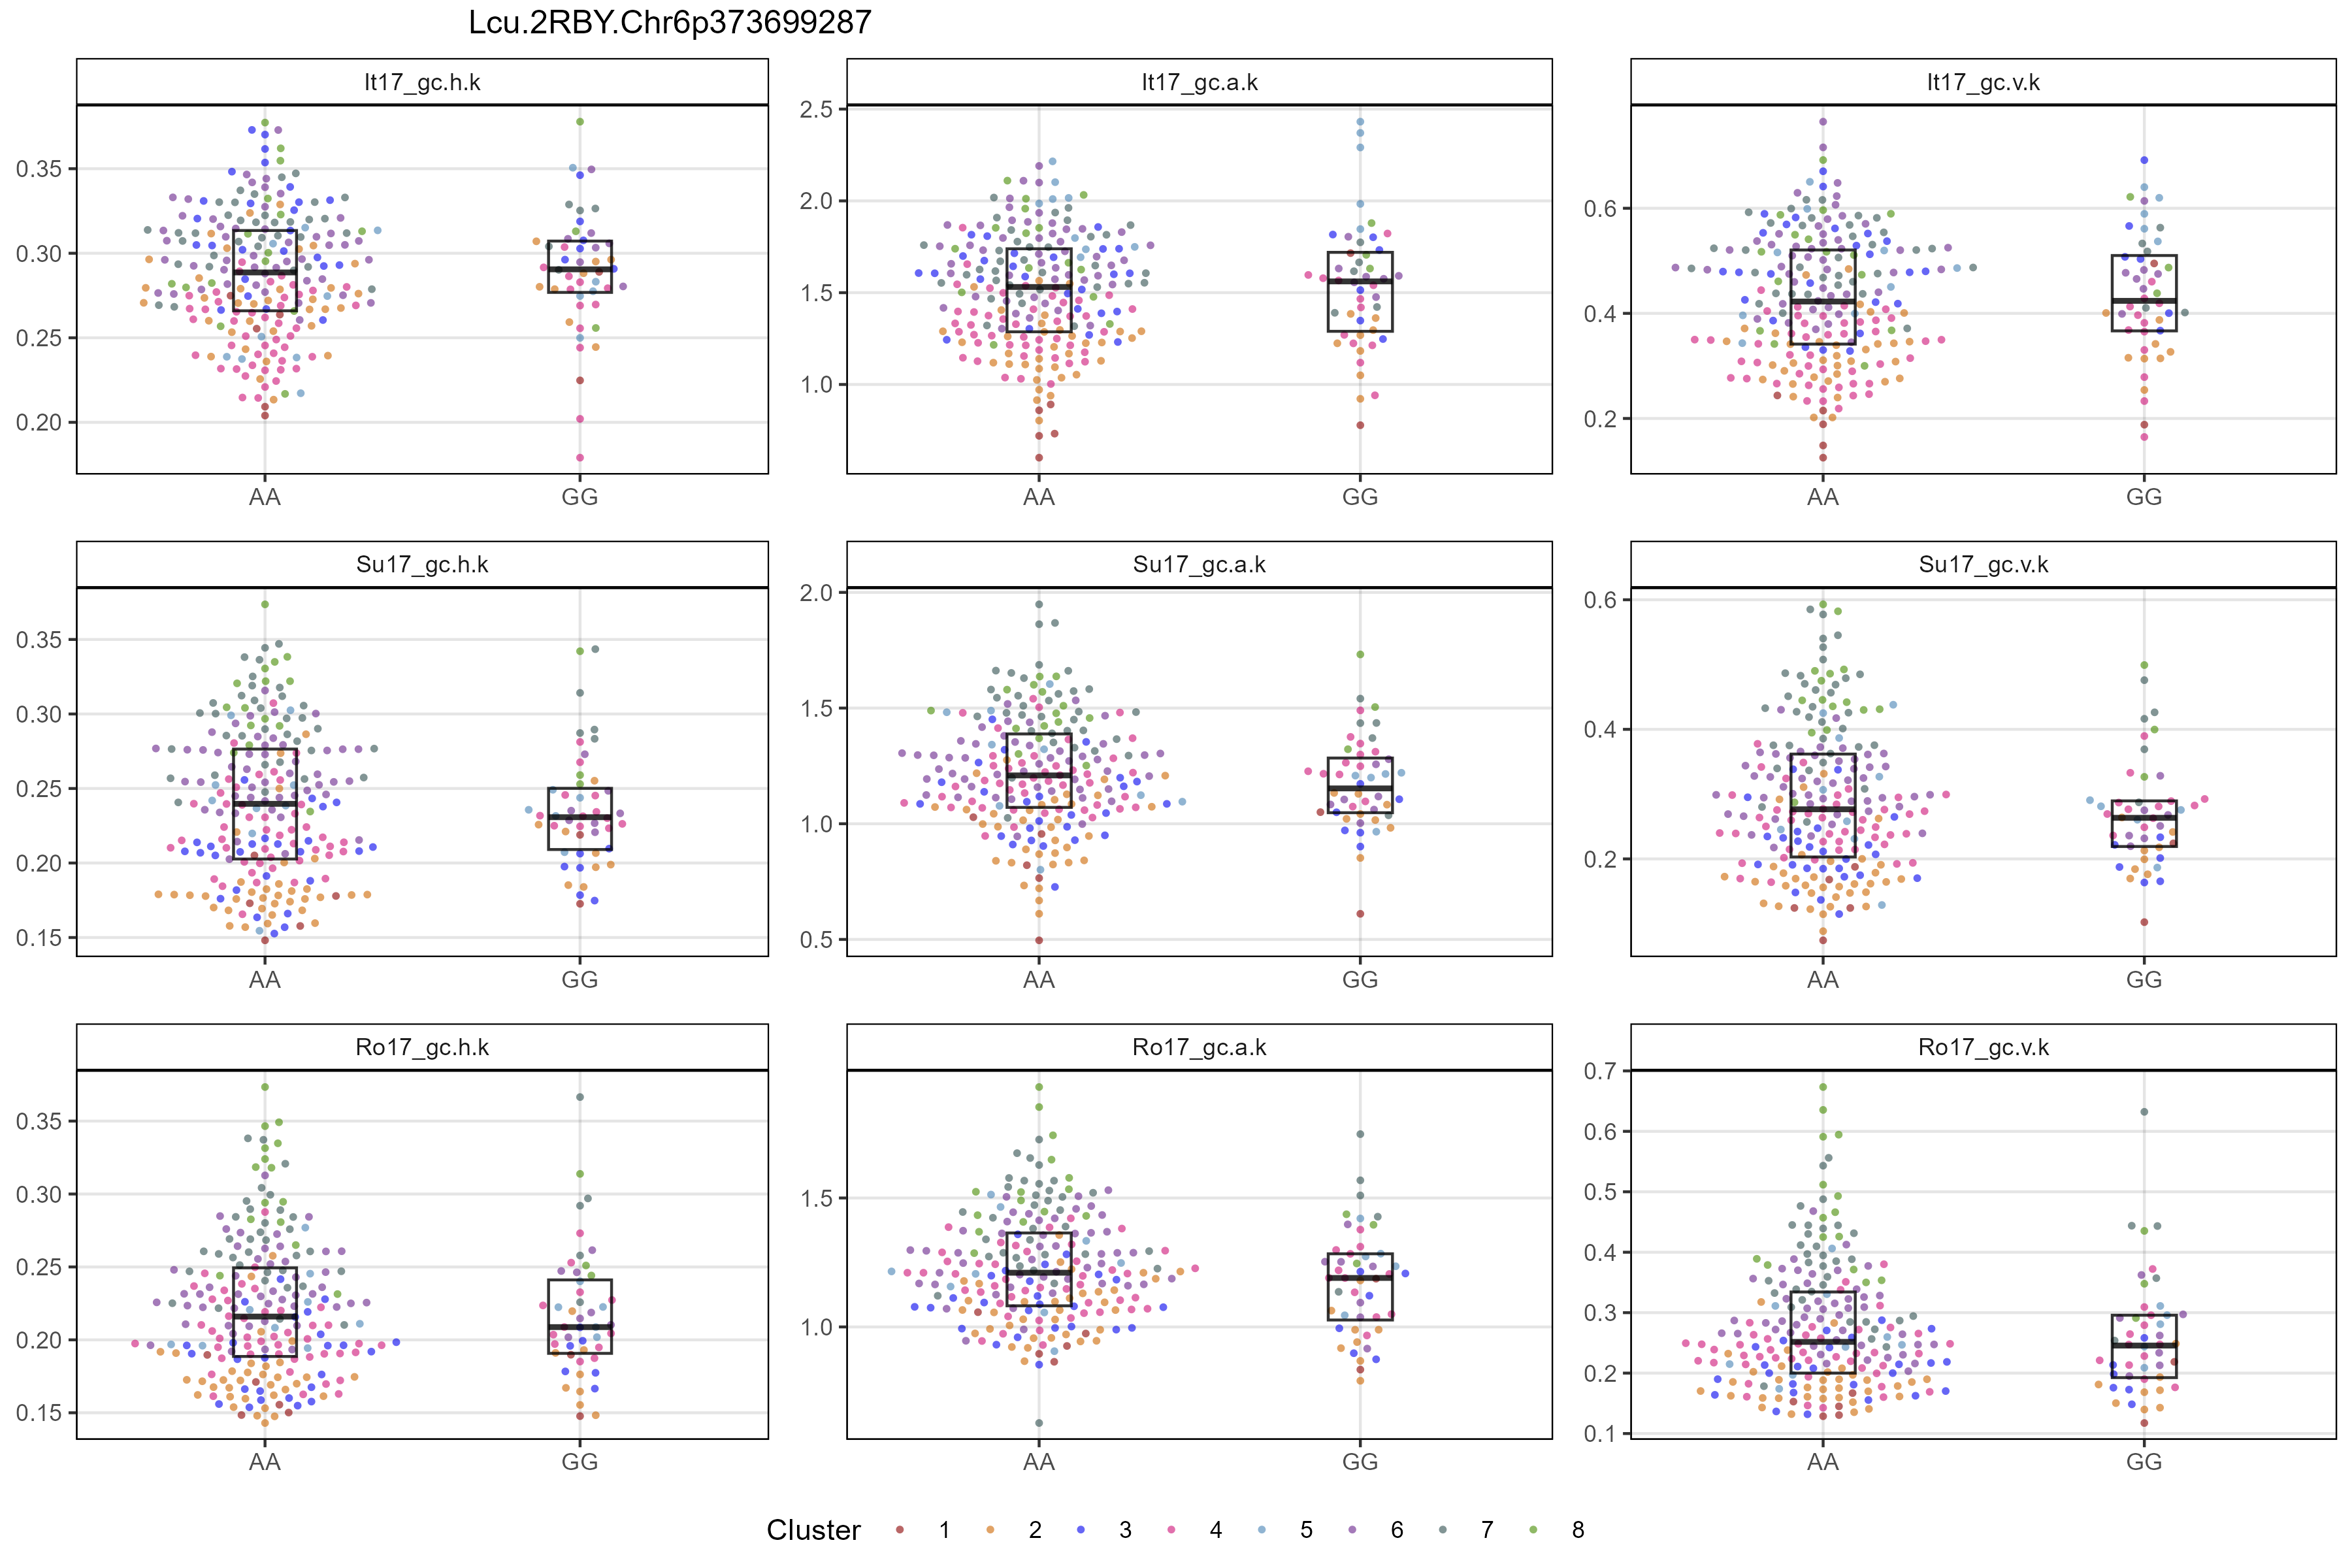 Lcu.2RBY.Chr6p373699287
It17_gc.h.k
It17_gc.a.k
It17_gc.v.k
0.35
0.30
0.25
0.20
AA
GG
2.5
2.0
1.5
1.0
AA
GG
0.6
0.4
0.2
AA
GG
Su17_gc.h.k
Su17_gc.a.k
Su17_gc.v.k
0.35
0.30
0.25
0.20
0.15
AA
GG
2.0
1.5
1.0
0.5
AA
GG
0.6
0.4
0.2
AA
GG
Ro17_gc.h.k
Ro17_gc.a.k
Ro17_gc.v.k
0.35
0.30
0.25
0.20
0.15
AA
GG
1.5
1.0
AA
GG
0.7
0.6
0.5
0.4
0.3
0.2
0.1
AA
GG
Cluster 1 2 3 4 5 6 7 8